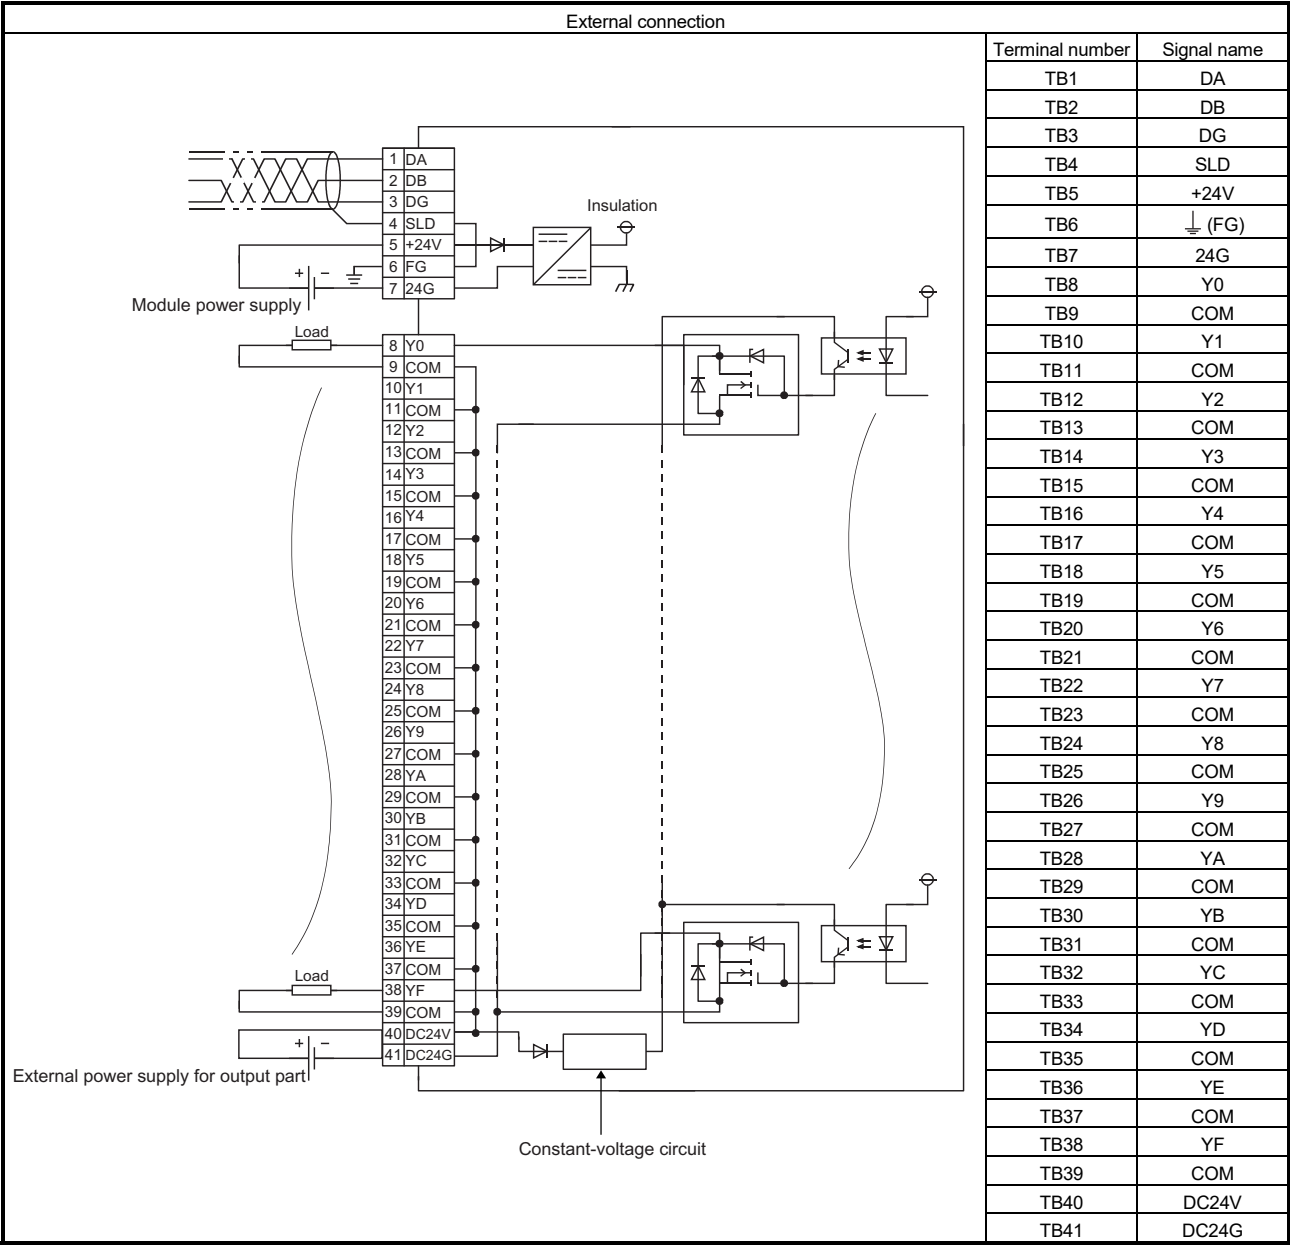 External connection
1 DA
2 DB
3 DG
4 SLD
5 +24V
6 FG
7 24G
Insulation
+ −
Module power supply
Load
8 Y0
9 COM
10 Y1
11 COM
12 Y2
13 COM
14 Y3
15 COM
16 Y4
17 COM
18 Y5
19 COM
20 Y6
21 COM
22 Y7
23 COM
24 Y8
25 COM
26 Y9
27 COM
28 YA
29 COM
30 YB
31 COM
32 YC
33 COM
34 YD
35 COM
36 YE
37 COM
Load
38 YF
39 COM
40 DC24V
41 DC24G
+ −
External power supply for output part
Constant-voltage circuit
Terminal number Signal name
TB1 DA
TB2 DB
TB3 DG
TB4 SLD
TB5 +24V
TB6 (FG)
TB7 24G
TB8 Y0
TB9 COM
TB10 Y1
TB11 COM
TB12 Y2
TB13 COM
TB14 Y3
TB15 COM
TB16 Y4
TB17 COM
TB18 Y5
TB19 COM
TB20 Y6
TB21 COM
TB22 Y7
TB23 COM
TB24 Y8
TB25 COM
TB26 Y9
TB27 COM
TB28 YA
TB29 COM
TB30 YB
TB31 COM
TB32 YC
TB33 COM
TB34 YD
TB35 COM
TB36 YE
TB37 COM
TB38 YF
TB39 COM
TB40 DC24V
TB41 DC24G